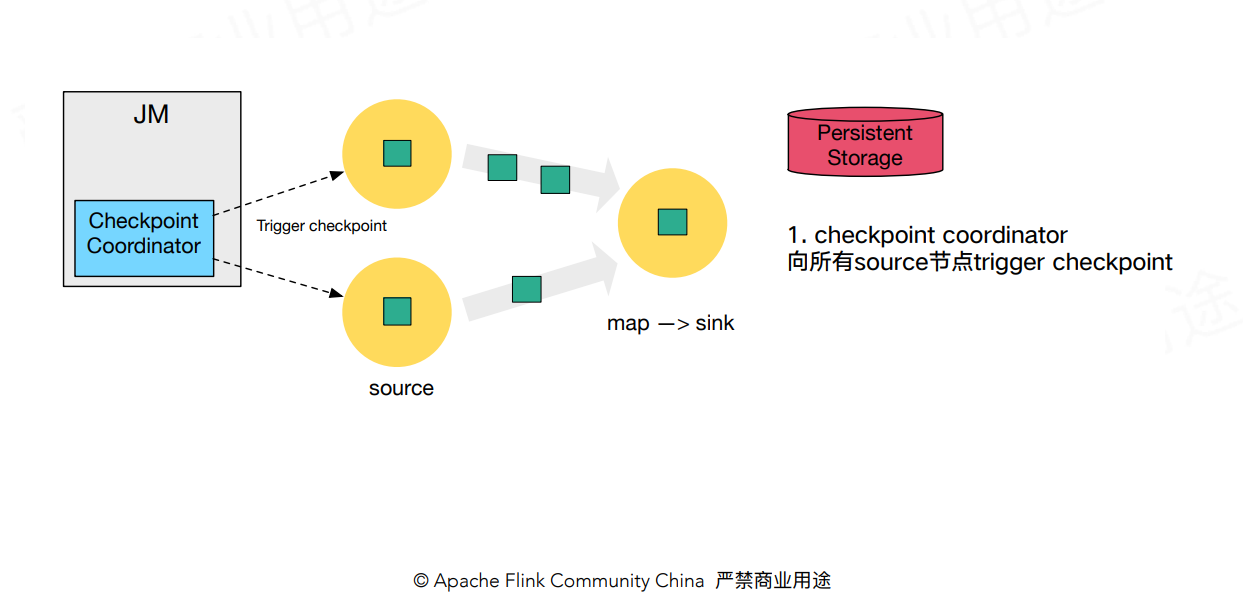 JM
Checkpoint
Coordinator
Trigger checkpoint
source
map —> sink
Persistent
Storage
1. checkpoint coordinator
向所有source节点trigger checkpoint
© Apache Flink Community China 严禁商业用途